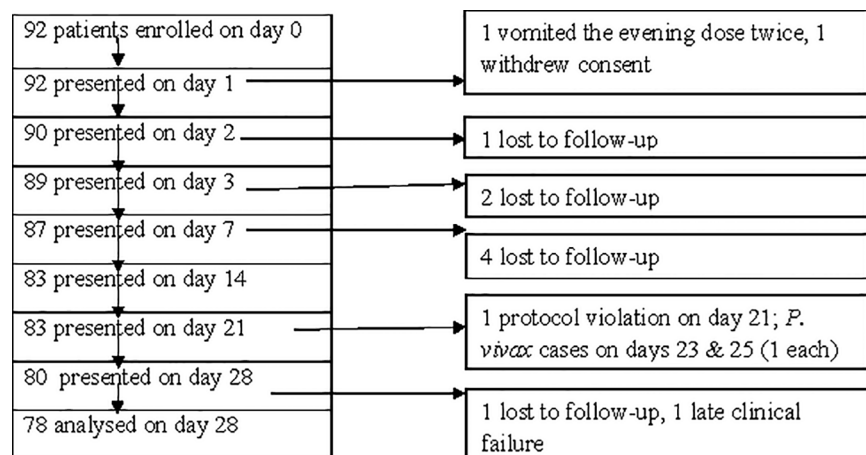 92 patients enrolled on day 0
1 vomited the evening dose twice, 1
withdrew consent
92 presented on day 1
90 presented on day 2
1 lost to follow-up
89 presented on day 3
2 lost to follow-up
87 presented on day 7
4 lost to follow-up
83 presented on day 14
83 presented on day 21
1 protocol violation on day 21; P.
vivax cases on days 23 & 25 (1 each)
80 presented on day 28
1 lost to follow-up, 1 late clinical
failure
78 analysed on day 28